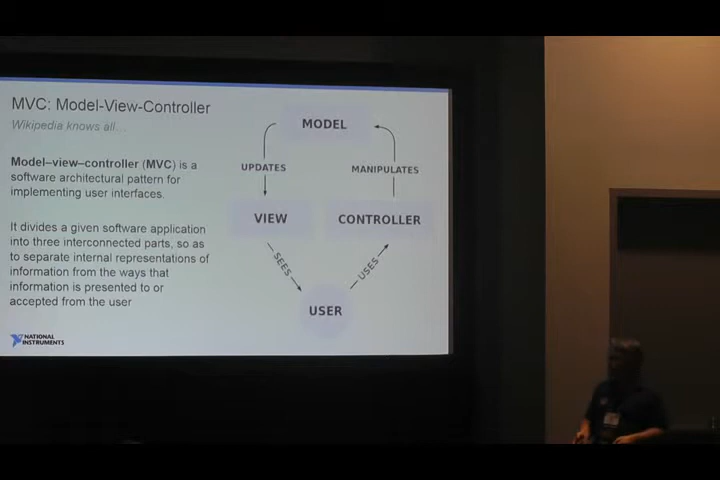 MVC: Model-View-Controller
Wikipedia knows all...
Model–view–controller (MVC) is a
software architectural pattern for
implementing user interfaces.
It divides a given software application
into three interconnected parts, so as
to separate internal representations of
information from the ways that
information is presented to or
accepted from the user
NATIONAL
INSTRUMENTS
MODEL
UPDATES
MANIPULATES
VIEW
CONTROLLER
SEES
USES
USER